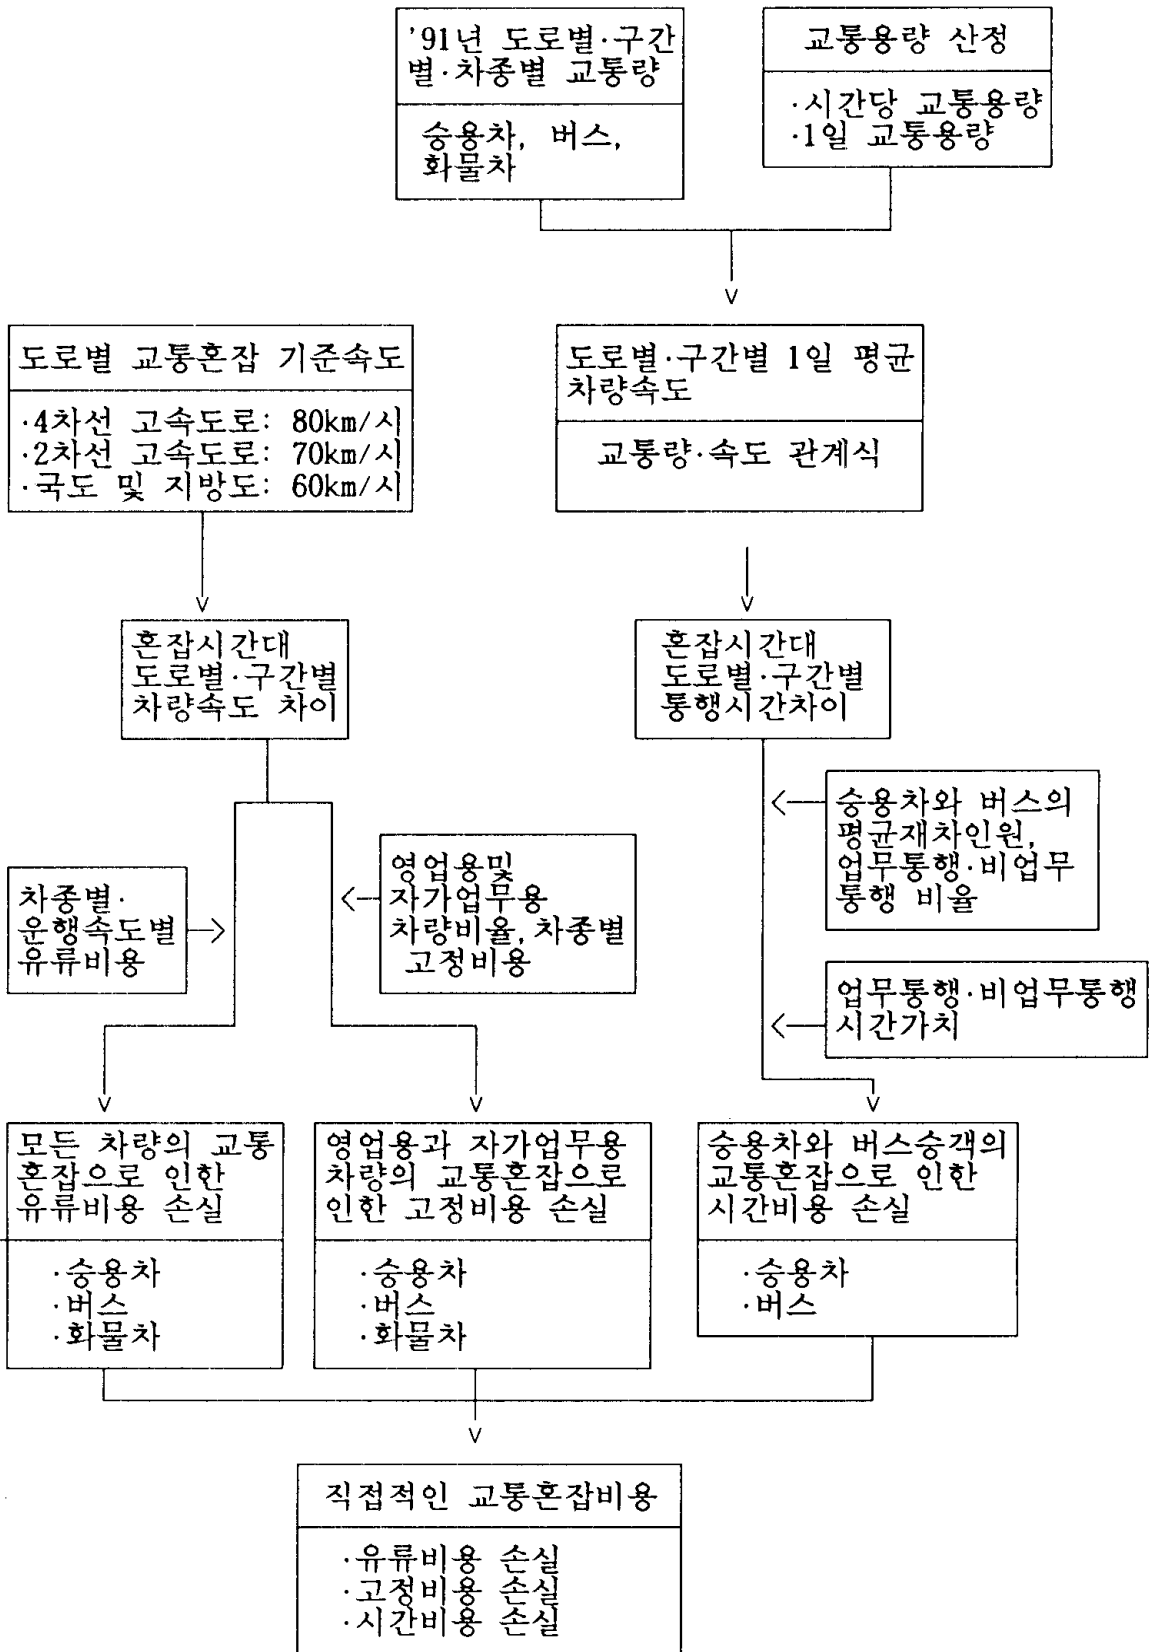 '91년 도로별·구간
별·차종별 교통량
승용차, 버스,
화물차
교통용량 산정
·시간당 교통용량
·1일 교통용량
도로별 교통혼잡 기준속도
·4차선 고속도로: 80km/시
·2차선 고속도로: 70km/시
·국도 및 지방도: 60km/시
도로별·구간별 1일 평균
차량속도
교통량·속도 관계식
혼잡시간대
도로별·구간별
차량속도 차이
혼잡시간대
도로별·구간별
통행시간차이
승용차와 버스의
평균재차인원,
업무통행·비업무
통행 비율
차종별·
운행속도별
유류비용
영업용및
자가업무용
차량비율, 차종별
고정비용
업무통행·비업무통행
시간가치
모든 차량의 교통
혼잡으로 인한
유류비용 손실
·승용차
·버스
·화물차
영업용과 자가업무용
차량의 교통혼잡으로
인한 고정비용 손실
·승용차
·버스
·화물차
승용차와 버스승객의
교통혼잡으로 인한
시간비용 손실
·승용차
·버스
직접적인 교통혼잡비용
·유류비용 손실
·고정비용 손실
·시간비용 손실